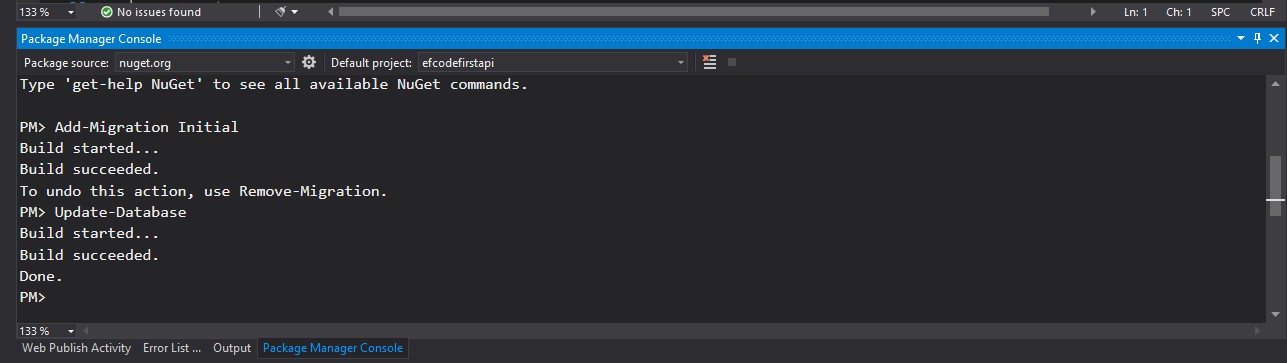 133 % No issues found Ln: 1 Ch: 1 SPC CRLF
Package Manager Console
Package source: nuget.org Default project: efcodefirstapi
Type 'get-help NuGet' to see all available NuGet commands.
PM> Add-Migration Initial
Build started...
Build succeeded.
To undo this action, use Remove-Migration.
PM> Update-Database
Build started...
Build succeeded.
Done.
PM>
133 %
Web Publish Activity Error List ... Output Package Manager Console